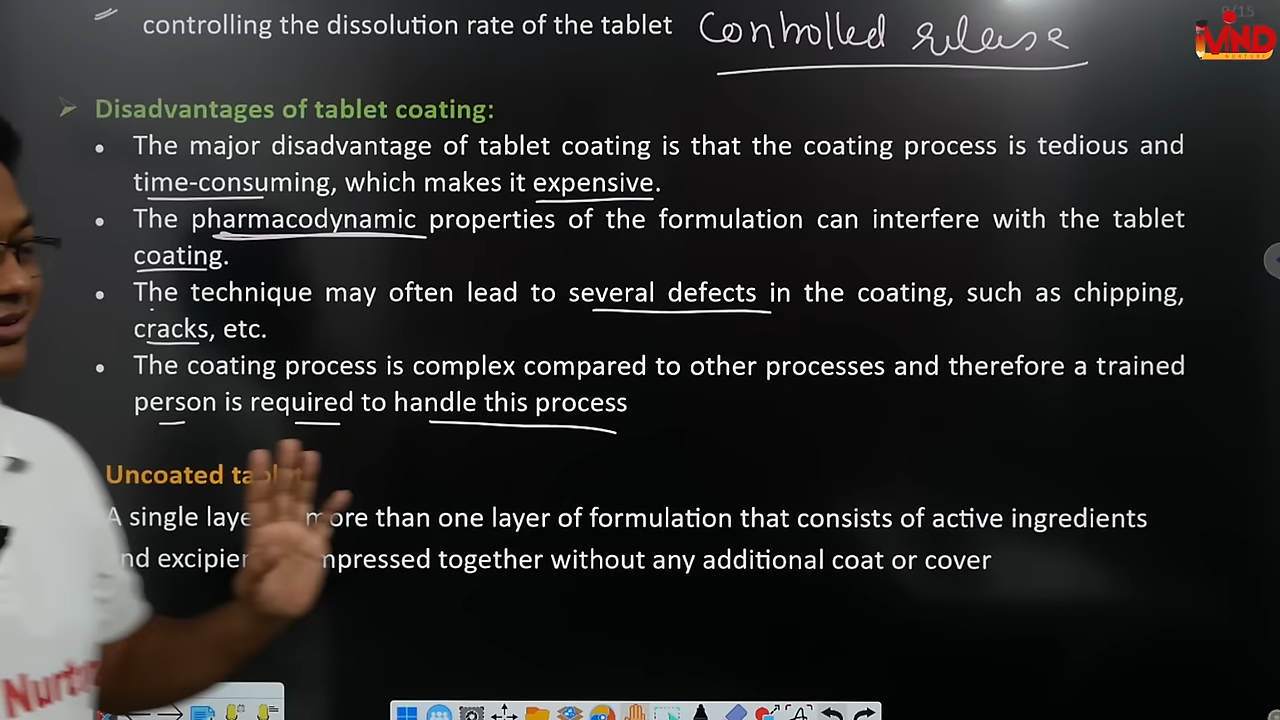 9/15
controlling the dissolution rate of the tablet Controlled release
MIND
NURTURE
Disadvantages of tablet coating:
• The major disadvantage of tablet coating is that the coating process is tedious and
time-consuming, which makes it expensive.
• The pharmacodynamic properties of the formulation can interfere with the tablet
coating.
• The technique may often lead to several defects in the coating, such as chipping,
cracks, etc.
• The coating process is complex compared to other processes and therefore a trained
person is required to handle this process
Uncoated
A single more than one layer of formulation that consists of active ingredients
together without any additional coat or cover